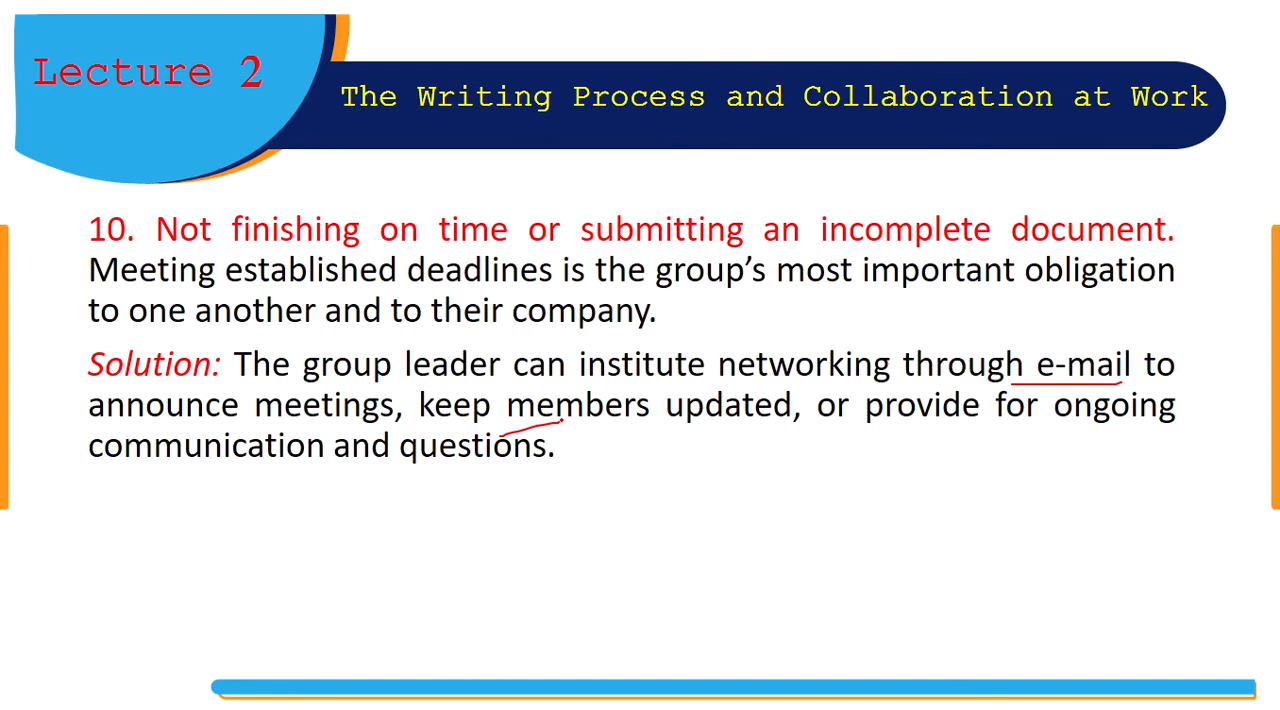 Lecture 2
The Writing Process and Collaboration at Work
10. Not finishing on time or submitting an incomplete document.
Meeting established deadlines is the group’s most important obligation
to one another and to their company.
Solution: The group leader can institute networking through e-mail to
announce meetings, keep members updated, or provide for ongoing
communication and questions.